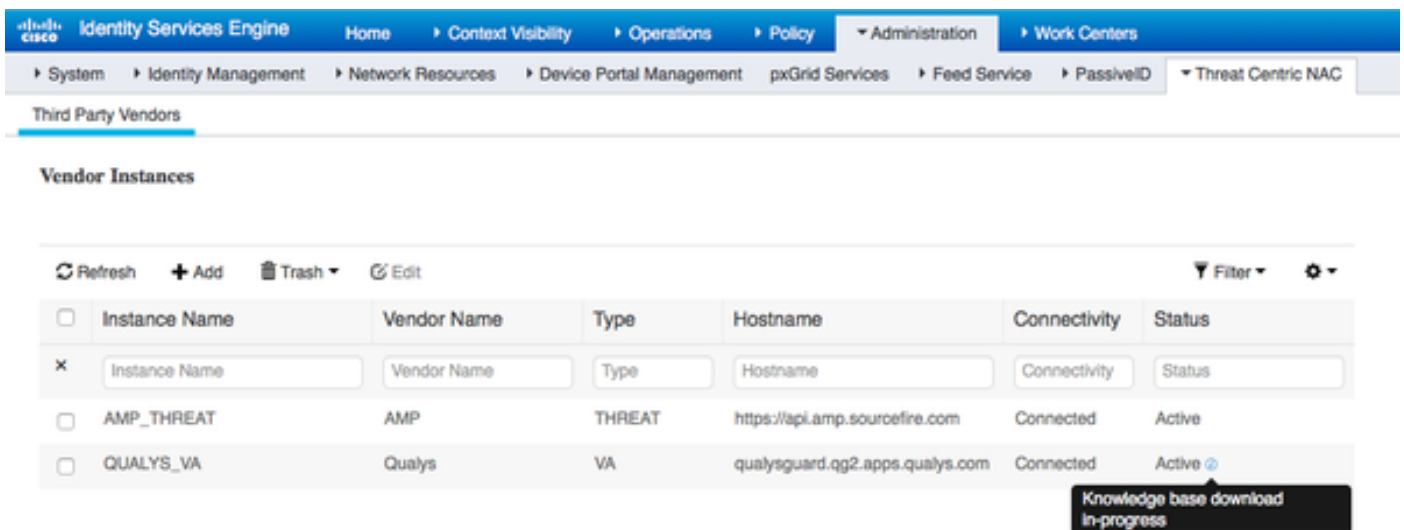 cisco Identity Services Engine Home Context Visibility Operations Policy Administration Work Centers
System Identity Management Network Resources Device Portal Management pxGrid Services Feed Service PassiveID Threat Centric NAC
Third Party Vendors
Vendor Instances
Refresh Add Trash Edit Filter
Instance Name Vendor Name Type Hostname Connectivity Status
Instance Name Vendor Name Type Hostname Connectivity Status
AMP_THREAT AMP THREAT https://api.amp.sourcefire.com Connected Active
QUALYS_VA Qualys VA qualysguard.qg2.apps.qualys.com Connected Active
Knowledge base download
in-progress